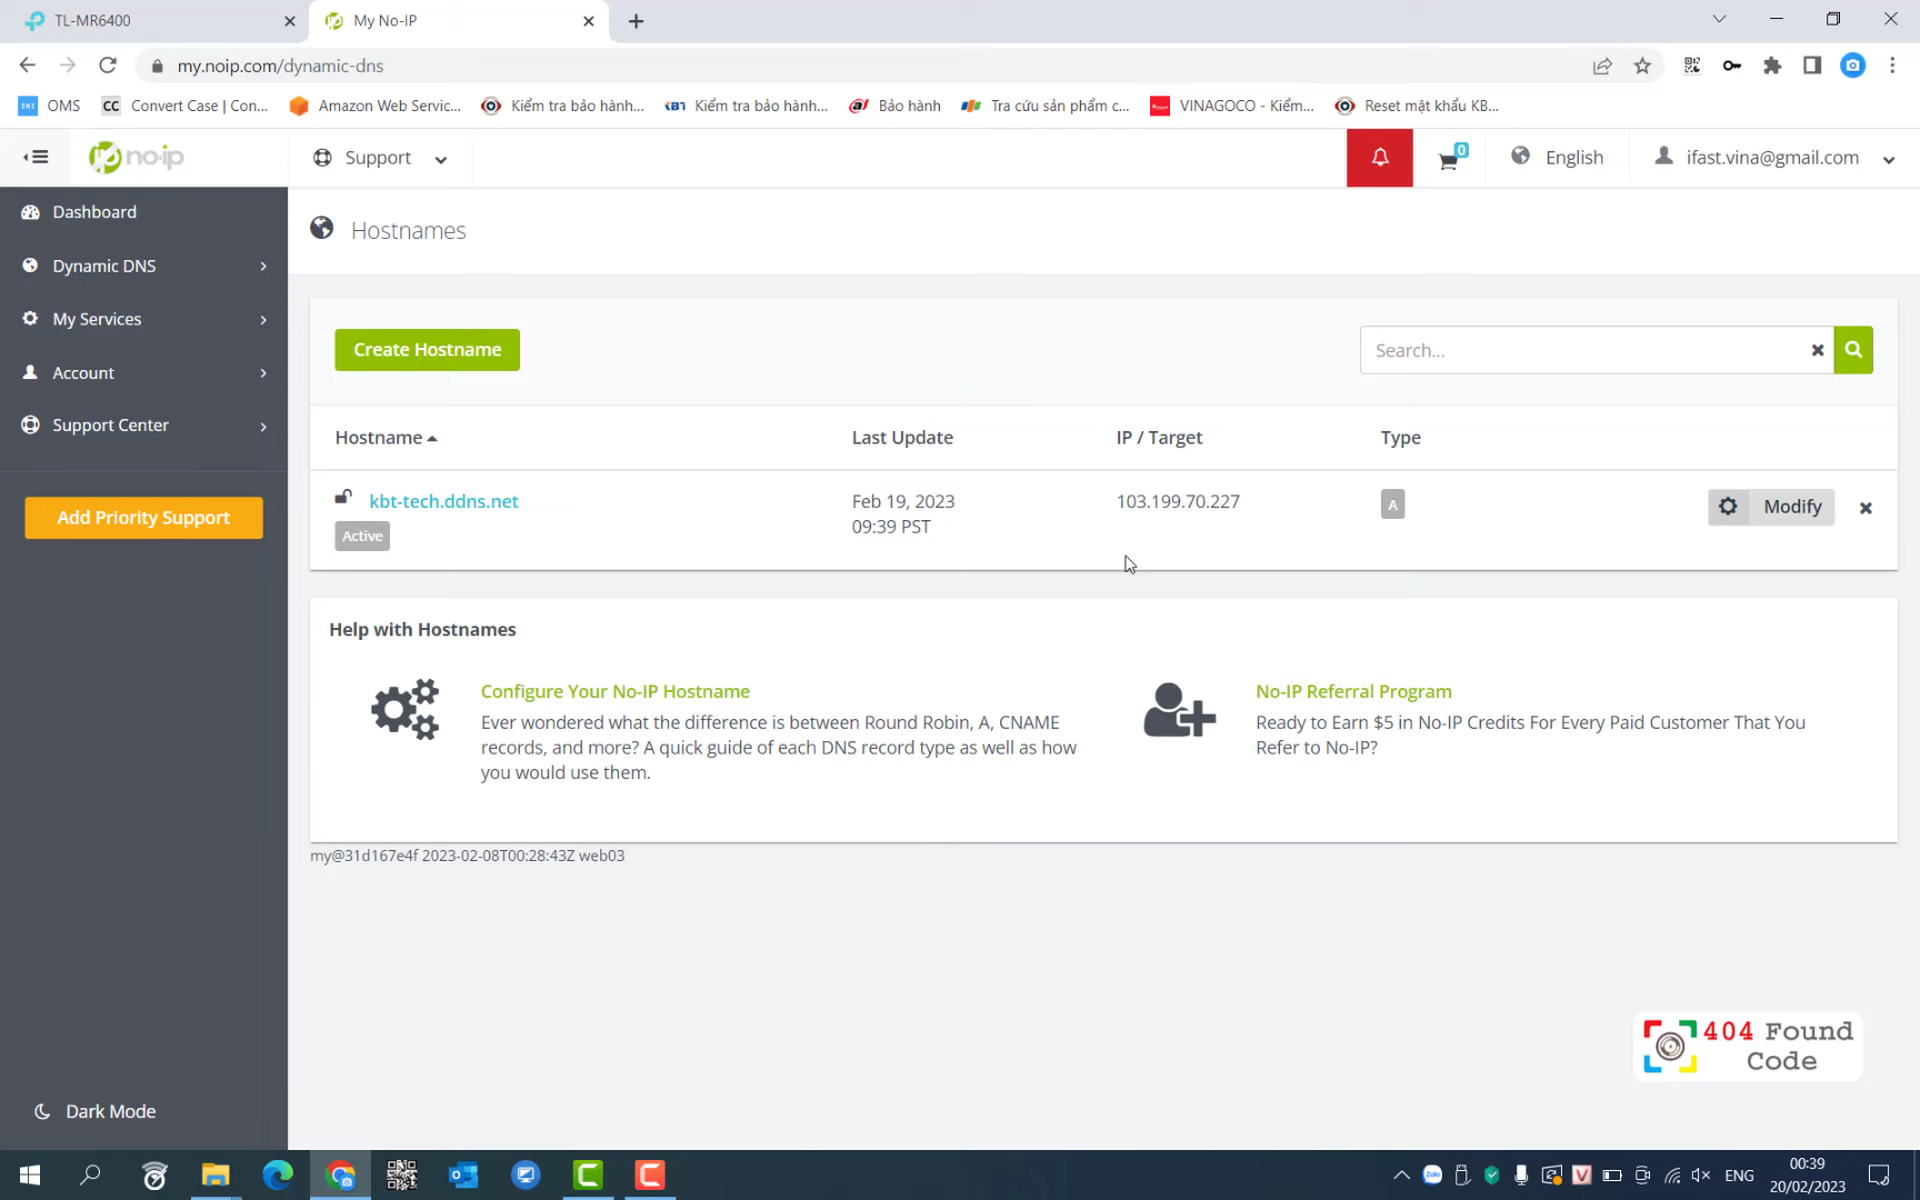 TL-MR6400
My No-IP
my.noip.com/dynamic-dns
OMS
CC Convert Case | Con...
Amazon Web Servic...
Kiểm tra bảo hành...
KBT Kiểm tra bảo hành...
Bảo hành
Tra cứu sản phẩm c...
VINAGOCO - Kiểm...
Reset mật khẩu KB...
no-ip
Support
0
English
ifast.vina@gmail.com
Dashboard
Dynamic DNS
My Services
Account
Support Center
Add Priority Support
Dark Mode
Hostnames
Create Hostname
Search...
Hostname
Last Update
IP / Target
Type
kbt-tech.ddns.net
Active
Feb 19, 2023
09:39 PST
103.199.70.227
A
Modify
Help with Hostnames
Configure Your No-IP Hostname
Ever wondered what the difference is between Round Robin, A, CNAME
records, and more? A quick guide of each DNS record type as well as how
you would use them.
No-IP Referral Program
Ready to Earn $5 in No-IP Credits For Every Paid Customer That You
Refer to No-IP?
my@31d167e4f 2023-02-08T00:28:43Z web03
404 Found
Code
Zalo
ENG
00:39
20/02/2023